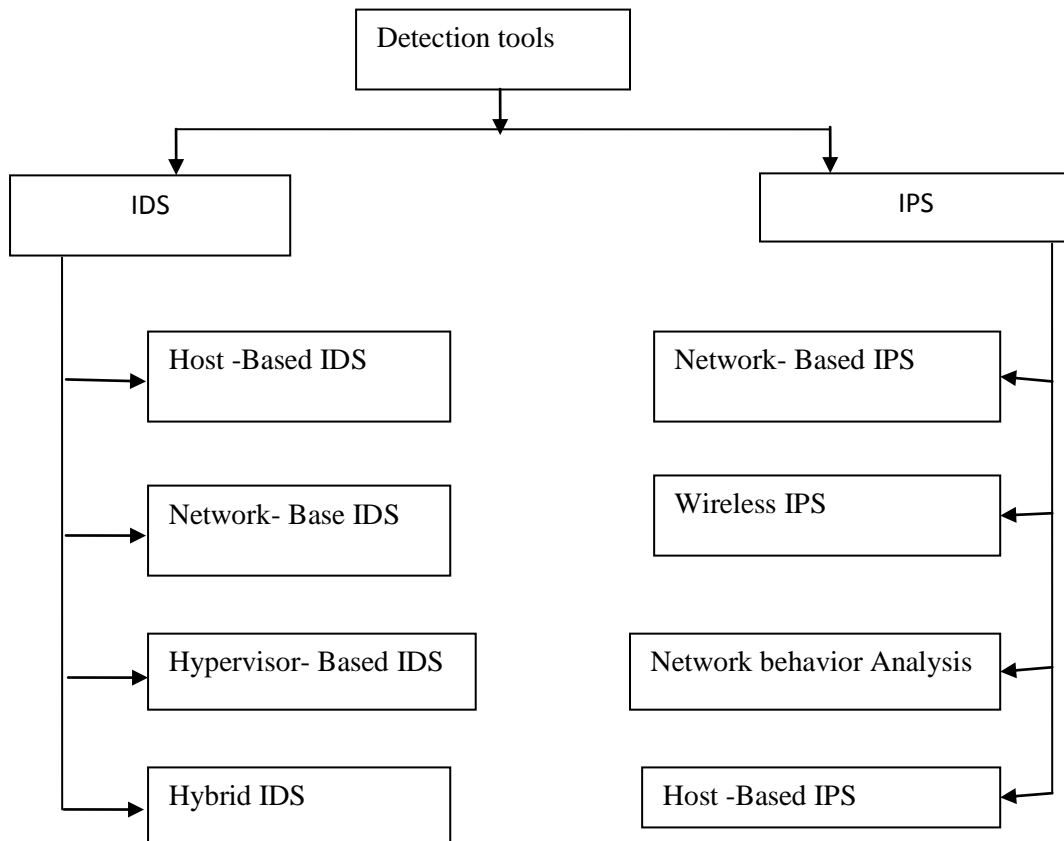 Detection tools
IDS
IPS
Host -Based IDS
Network- Based IPS
Network- Base IDS
Wireless IPS
Hypervisor- Based IDS
Network behavior Analysis
Hybrid IDS
Host -Based IPS